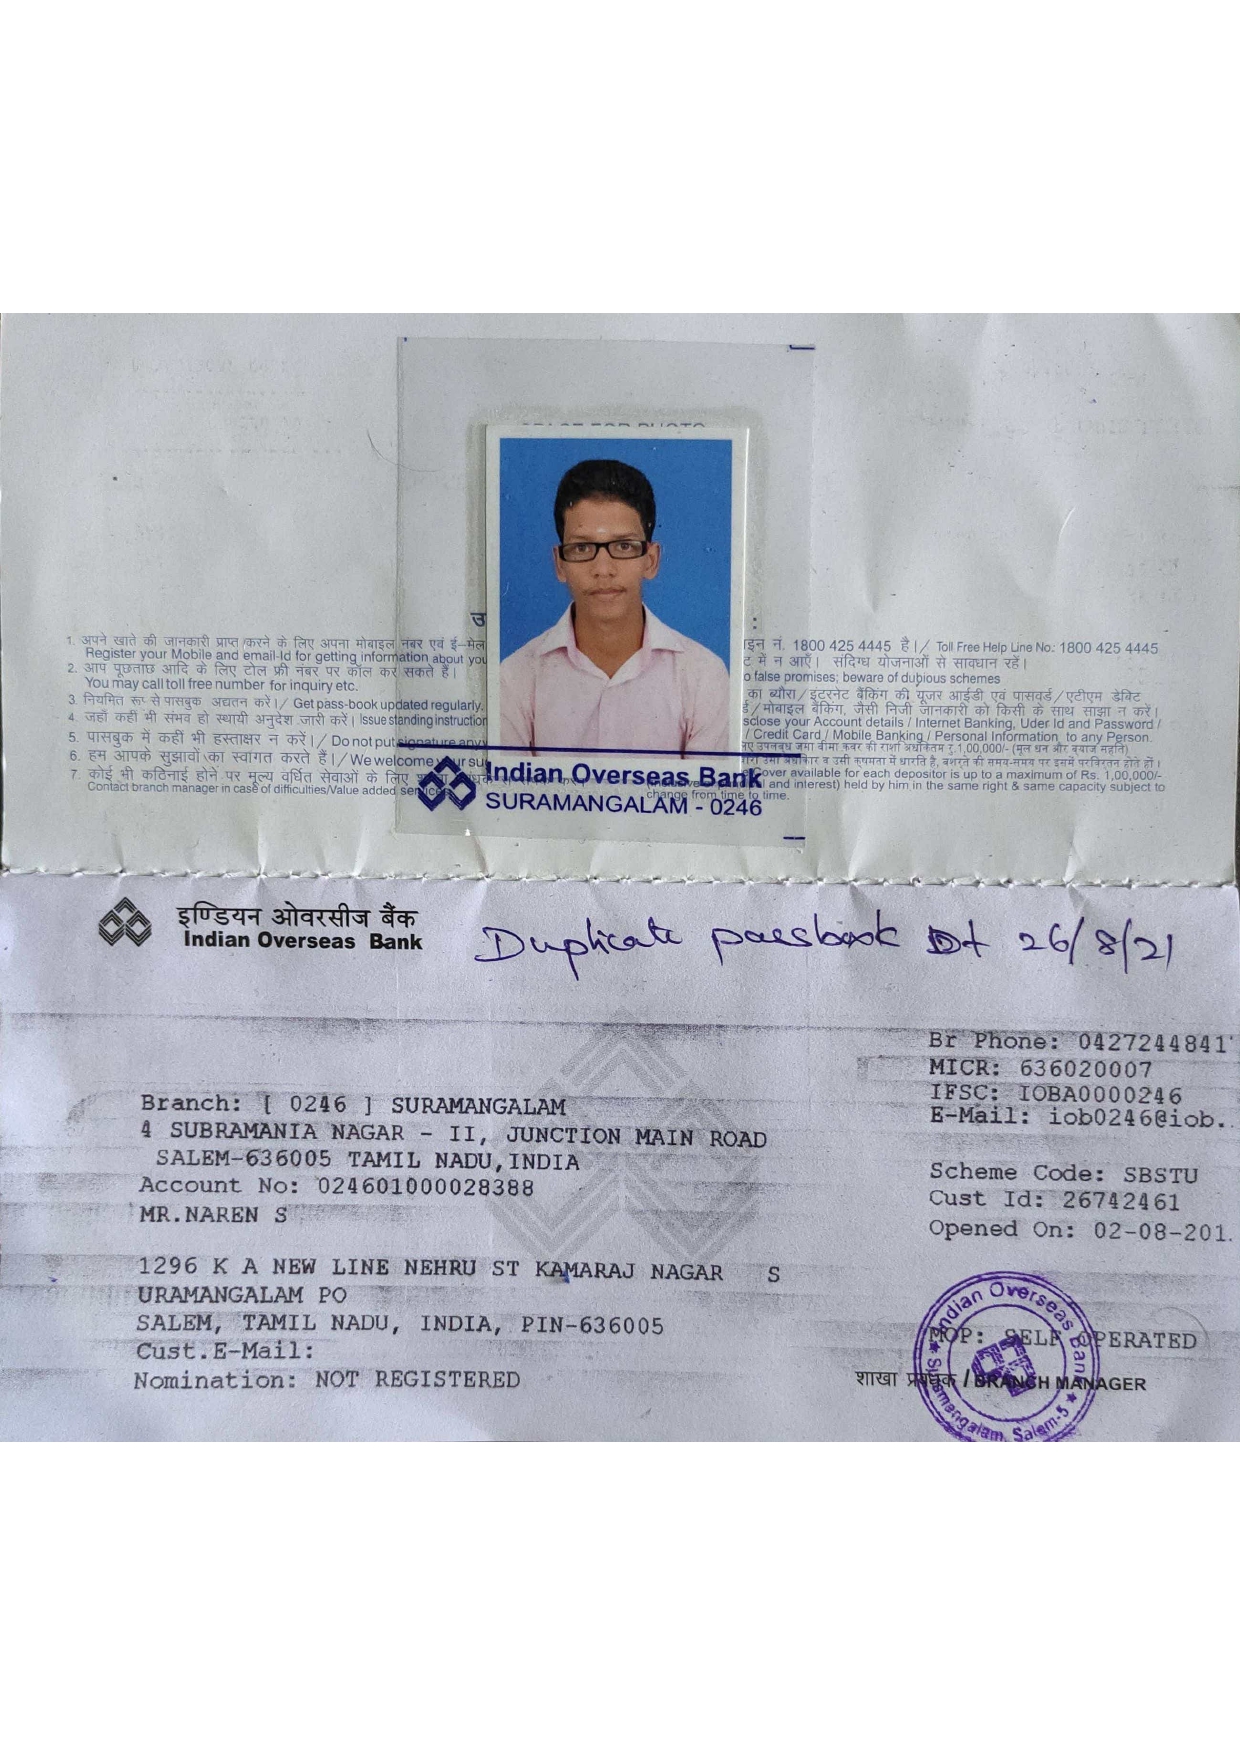 SPACE FOR PHOTO
1. अपने खाते की जानकारी प्राप्त करने के लिए अपना मोबाइल नंबर एवं ई–मेल
Register your Mobile and email-Id for getting information about you
2. आप पूछताछ आदि के लिए टोल फ्री नंबर पर कॉल कर सकते हैं।
You may call toll free number for inquiry etc.
3. नियमित रूप से पासबुक अद्यतन करें।/ Get pass-book updated regularly.
4. जहाँ कहीं भी संभव हो स्थायी अनुदेश जारी करें। Issue standing instruction
5. पासबुक में कहीं भी हस्ताक्षर न करें।/ Do not put signature anyw
6. हम आपके सुझावों का स्वागत करते हैं।/ We welcome your su
7. कोई भी कठिनाई होने पर मूल्य वर्धित सेवाओं के लिए
Contact branch manager in case of difficulties/Value added services
इन नं. 1800 425 4445 है।/ Toll Free Help Line No: 1800 425 4445
ट में न आएँ। संदिग्ध योजनाओं से सावधान रहें।
o false promises; beware of dubious schemes
का ब्यौरा/ इंटरनेट बैंकिंग की यूजर आईडी एवं पासवर्ड/एटीएम डेबिट
ई/मोबाइल बैंकिंग, जैसी निजी जानकारी को किसी के साथ साझा न करें।
sclose your Account details / Internet Banking, Uder Id and Password /
/ Credit Card / Mobile Banking / Personal Information, to any Person.
उपलब्ध जमा बीमा कवर की राशी अधिकतम रु.1,00,000/- (मूल धन और ब्याज सहित)
Cover available for each depositor is up to a maximum of Rs. 1,00,000/-
and interest) held by him in the same right & same capacity subject to
change from time to time.
Indian Overseas Bank
SURAMANGALAM - 0246
इण्डियन ओवरसीज बैंक
Indian Overseas Bank
Duplicate passbook Dt 26/8/21
Br Phone: 0427244841
MICR: 636020007
IFSC: IOBA0000246
E-Mail: iob0246@iob..
Branch: [ 0246 ] SURAMANGALAM
4 SUBRAMANIA NAGAR - II, JUNCTION MAIN ROAD
SALEM-636005 TAMIL NADU,INDIA
Account No: 024601000028388
MR.NAREN S
Scheme Code: SBSTU
Cust Id: 26742461
Opened On: 02-08-201.
1296 K A NEW LINE NEHRU ST KAMARAJ NAGAR S
URAMANGALAM PO
SALEM, TAMIL NADU, INDIA, PIN-636005
Cust.E-Mail:
Nomination: NOT REGISTERED
MOP: SELF OPERATED
शाखा प्रबंधक / BRANCH MANAGER
Indian Overseas Bank
Suramangalam, Salem-5